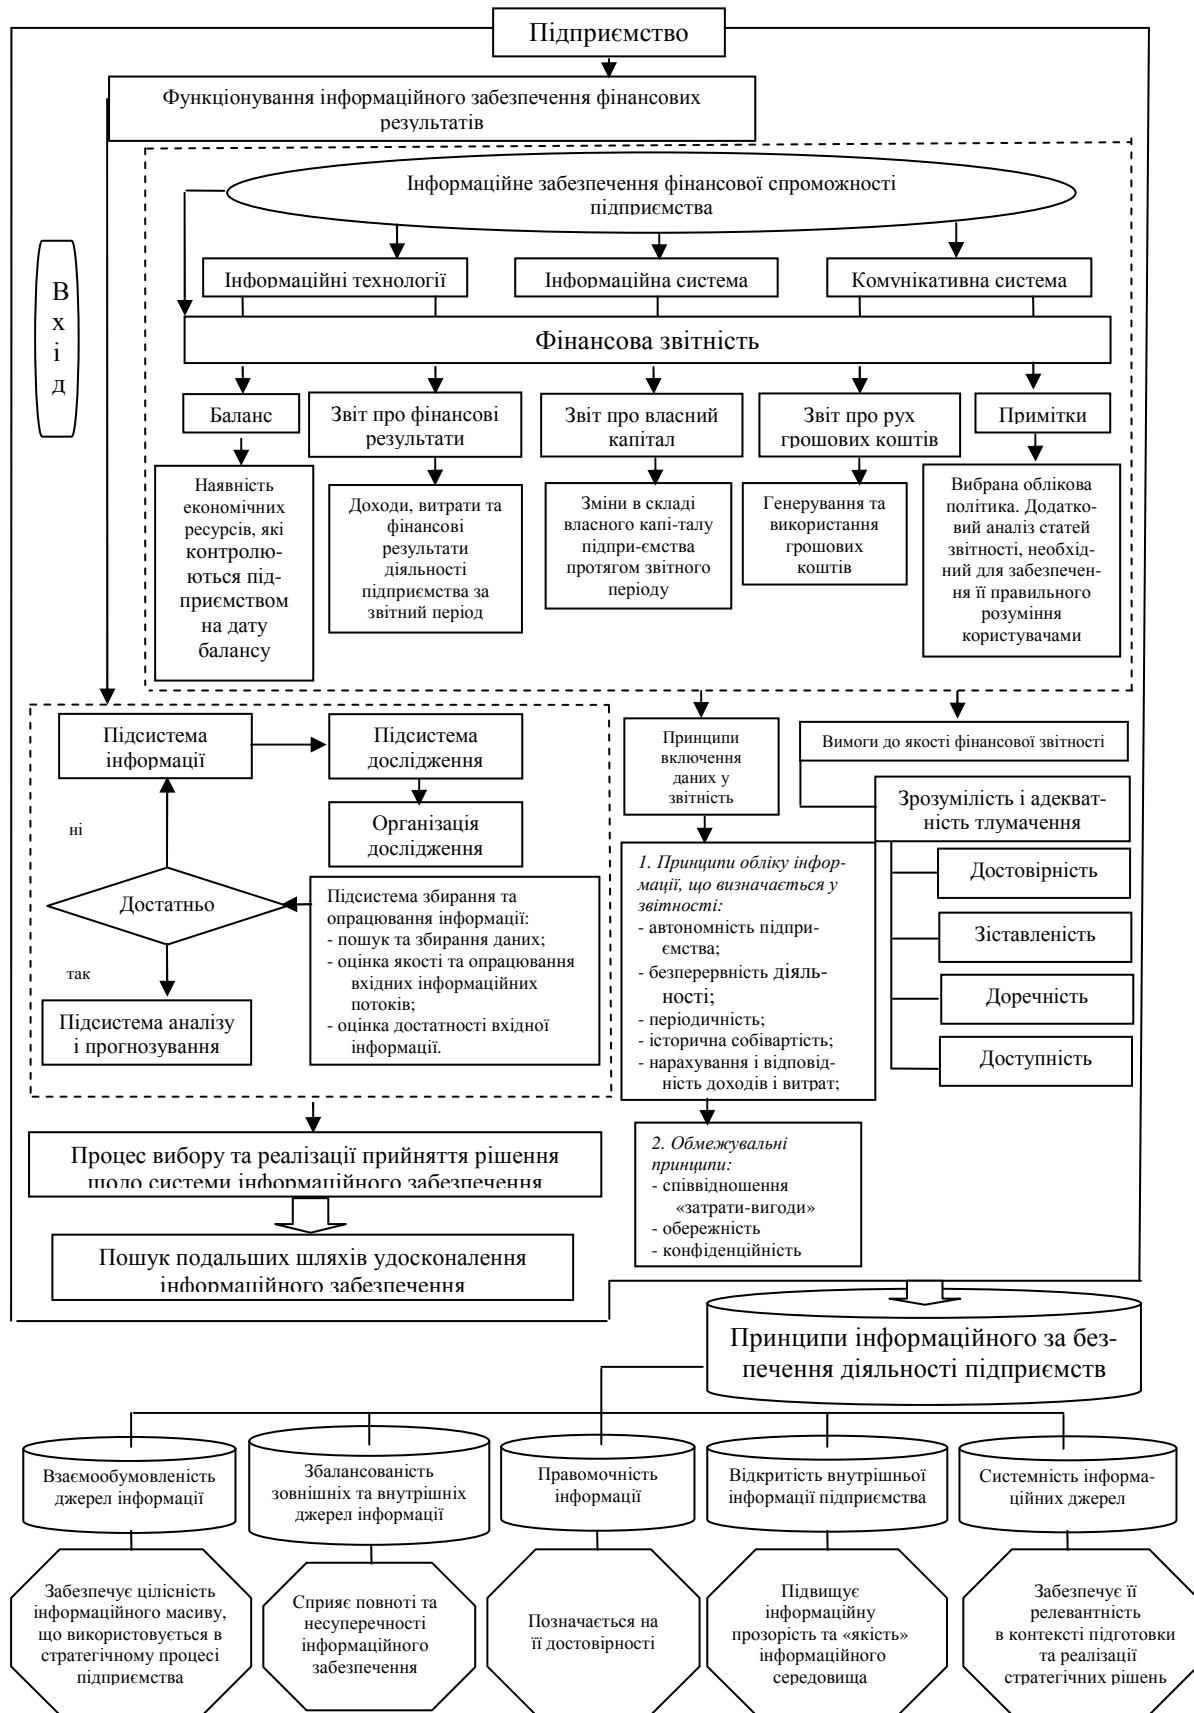 Підприємство
Функціонування інформаційного забезпечення фінансових
результатів
Інформаційне забезпечення фінансової спроможності
підприємства
В
х
і
д
Інформаційні технології
Інформаційна система
Комунікативна система
Фінансова звітність
Баланс
Звіт про фінансові
результати
Звіт про власний
капітал
Звіт про рух
грошових коштів
Примітки
Наявність
економічних
ресурсів, які
контролю-
ються під-
приємством
на дату
балансу
Доходи, витрати та
фінансові
результати
діяльності
підприємства за
звітний період
Зміни в складі
власного капі-талу
підпри-ємства
протягом звітного
періоду
Генерування та
використання
грошових
коштів
Вибрана облікова
політика. Додатко-
вий аналіз статей
звітності, необхід-
ний для забезпечен-
ня її правильного
розуміння
користувачами
Підсистема
інформації
Підсистема
дослідження
Організація
дослідження
ні
Достатньо
так
Підсистема збирання та
опрацювання інформації:
- пошук та збирання даних;
- оцінка якості та опрацювання
вхідних інформаційних
потоків;
- оцінка достатності вхідної
інформації.
Підсистема аналізу
і прогнозування
Принципи
включення
даних у
звітність
Вимоги до якості фінансової звітності
Зрозумілість і адекват-
ність тлумачення
Достовірність
Зіставленість
Доречність
Доступність
1. Принципи обліку інфор-
мації, що визначається у
звітності:
- автономність підпри-
ємства;
- безперервність діяль-
ності;
- періодичність;
- історична собівартість;
- нарахування і відповід-
ність доходів і витрат;
2. Обмежувальні
принципи:
- співвідношення
«затрати-вигоди»
- обережність
- конфіденційність
Процес вибору та реалізації прийняття рішення
щодо системи інформаційного забезпечення
Пошук подальших шляхів удосконалення
інформаційного забезпечення
Принципи інформаційного за без-
печення діяльності підприємств
Взаємообумовленість
джерел інформації
Збалансованість
зовнішніх та внутрішніх
джерел інформації
Правомочність
інформації
Відкритість внутрішньої
інформації підприємства
Системність інформа-
ційних джерел
Забезпечує цілісність
інформаційного масиву,
що використовується в
стратегічному процесі
підприємства
Сприяє повноті та
несуперечності
інформаційного
забезпечення
Позначається на
її достовірності
Підвищує
інформаційну
прозорість та «якість»
інформаційного
середовища
Забезпечує її
релевантність
в контексті підготовки
та реалізації
стратегічних рішень